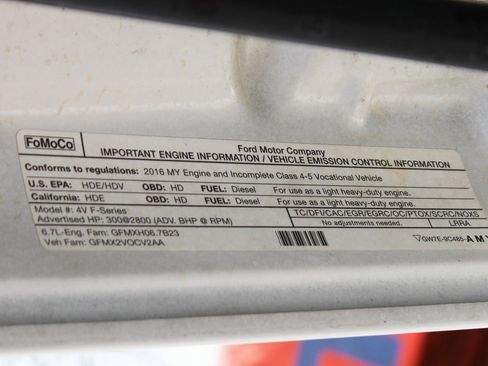 FoMoCo
Ford Motor Company
IMPORTANT ENGINE INFORMATION / VEHICLE EMISSION CONTROL INFORMATION
Conforms to regulations: 2016 MY Engine and Incomplete Class 4-5 Vocational Vehicle
U.S. EPA: HDE/HDV OBD: HD FUEL: Diesel For use as a light heavy-duty engine.
California: HDE OBD: HD FUEL: Diesel For use as a light heavy-duty engine.
Model #: 4V F-Series TC/DFI/CAC/EGR/EGRC/OC/PTOX/SCRC/NOXS
Advertised HP: 300@2800 (ADV. BHP @ RPM) No adjustments needed. LRRA
6.7L-Eng. Fam: GFMXH06.7B23
Veh Fam: GFMX2VOCV2AA GW7E-9C485-AMY